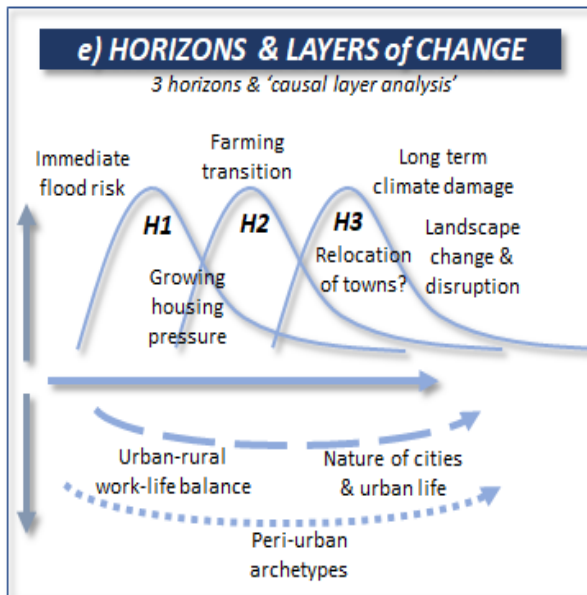 e) HORIZONS & LAYERS of CHANGE
3 horizons & ‘causal layer analysis’
Immediate
flood risk
Farming
transition
Long term
climate damage
H1
H2
H3
Growing
housing
pressure
Relocation
of towns?
Landscape
change &
disruption
Urban-rural
work-life balance
Nature of cities
& urban life
Peri-urban
archetypes